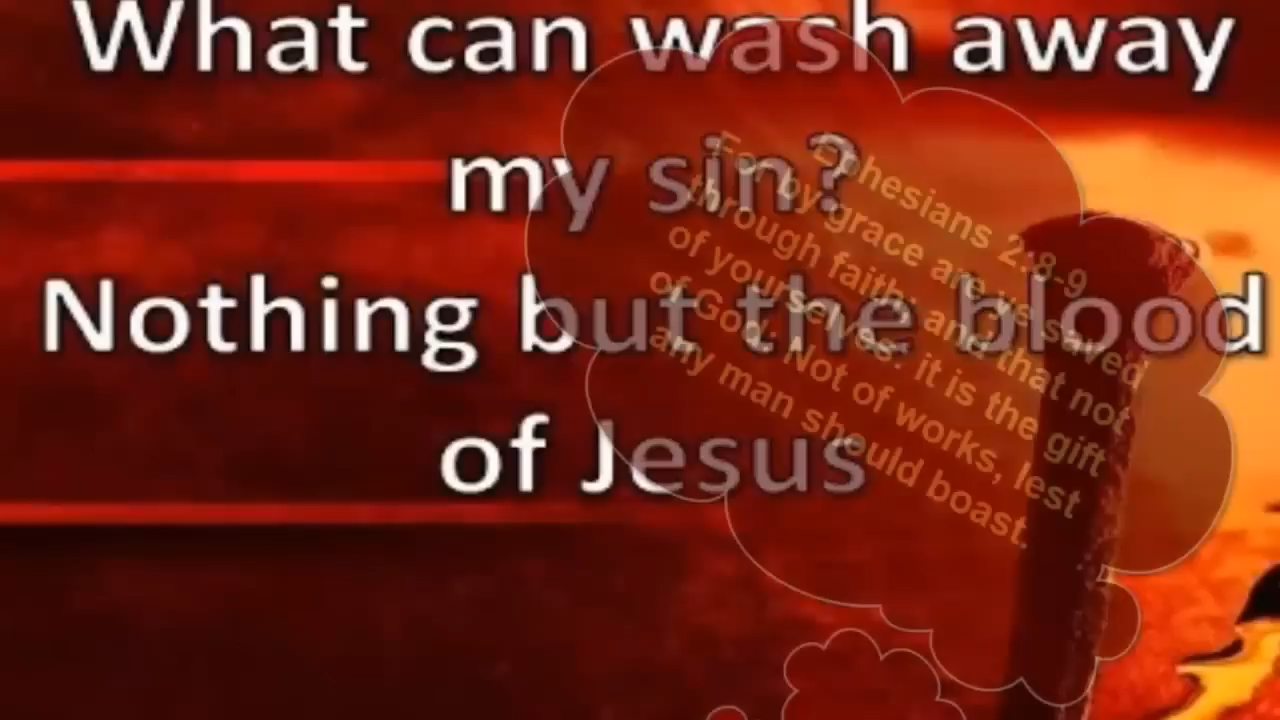 What can wash away
my sin?
Nothing but the blood
of Jesus
Ephesians 2:8-9
For by grace are ye saved
through faith; and that not
of yourselves: it is the gift
of God: Not of works, lest
any man should boast.